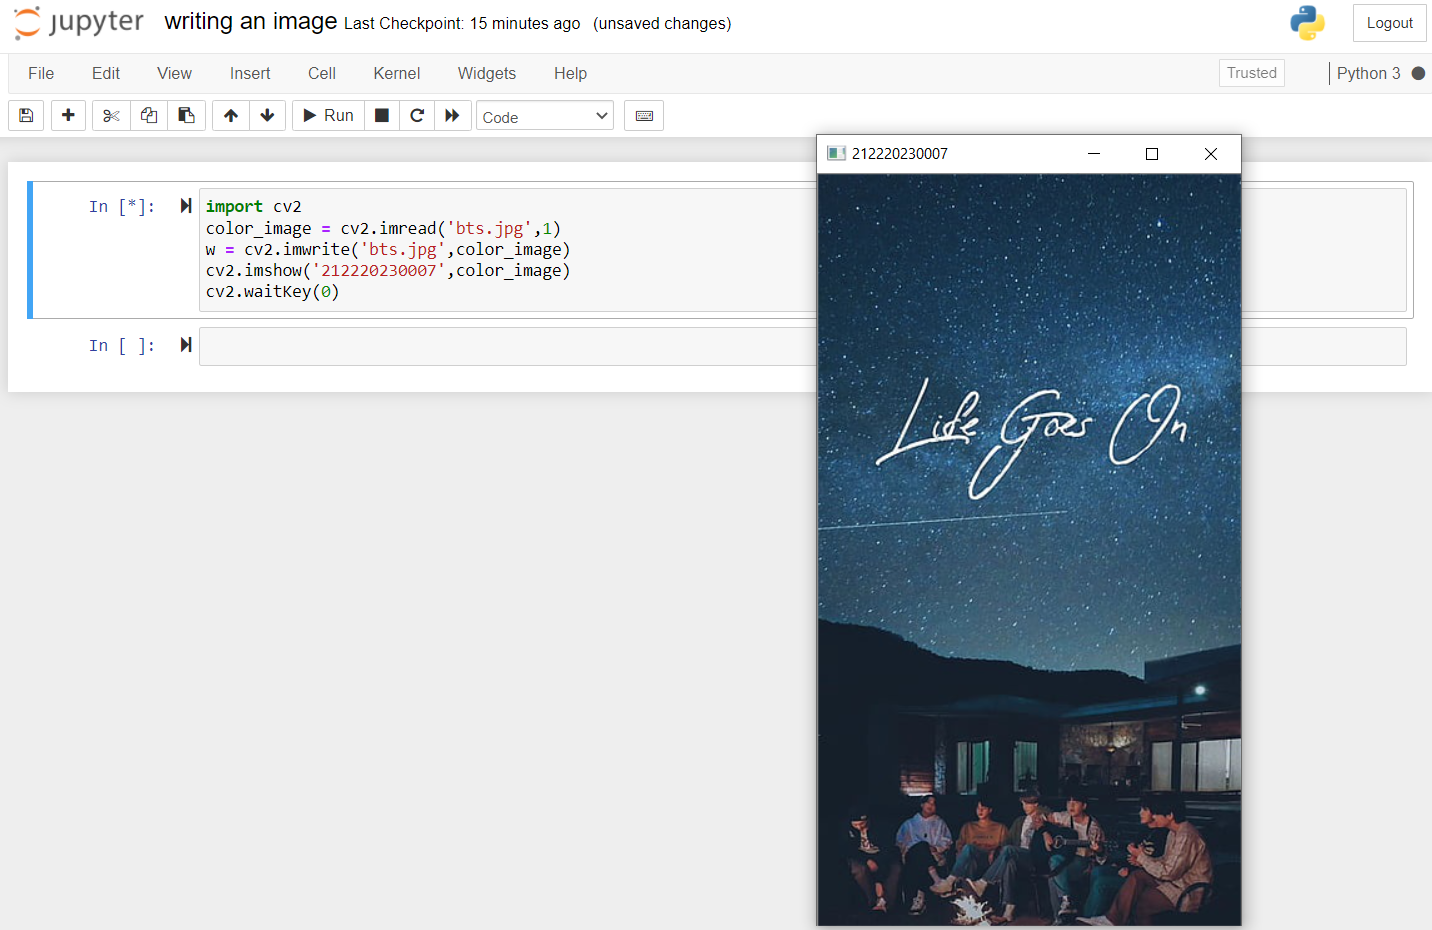 jupyter writing an image Last Checkpoint: 15 minutes ago (unsaved changes) Logout
File Edit View Insert Cell Kernel Widgets Help Trusted Python 3
Run Code
In [*]:
import cv2
color_image = cv2.imread('bts.jpg',1)
w = cv2.imwrite('bts.jpg',color_image)
cv2.imshow('212220230007',color_image)
cv2.waitKey(0)
In [ ]:
212220230007
Life Goes On